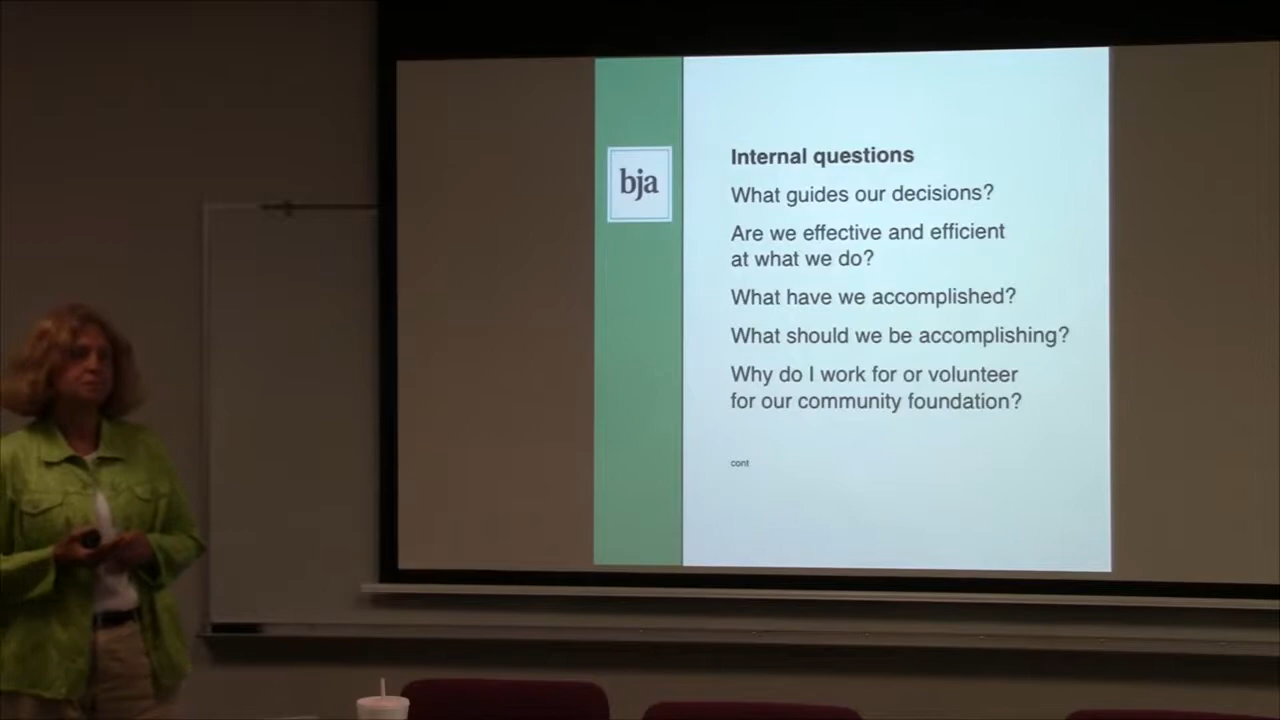 bja
Internal questions
What guides our decisions?
Are we effective and efficient
at what we do?
What have we accomplished?
What should we be accomplishing?
Why do I work for or volunteer
for our community foundation?
cont